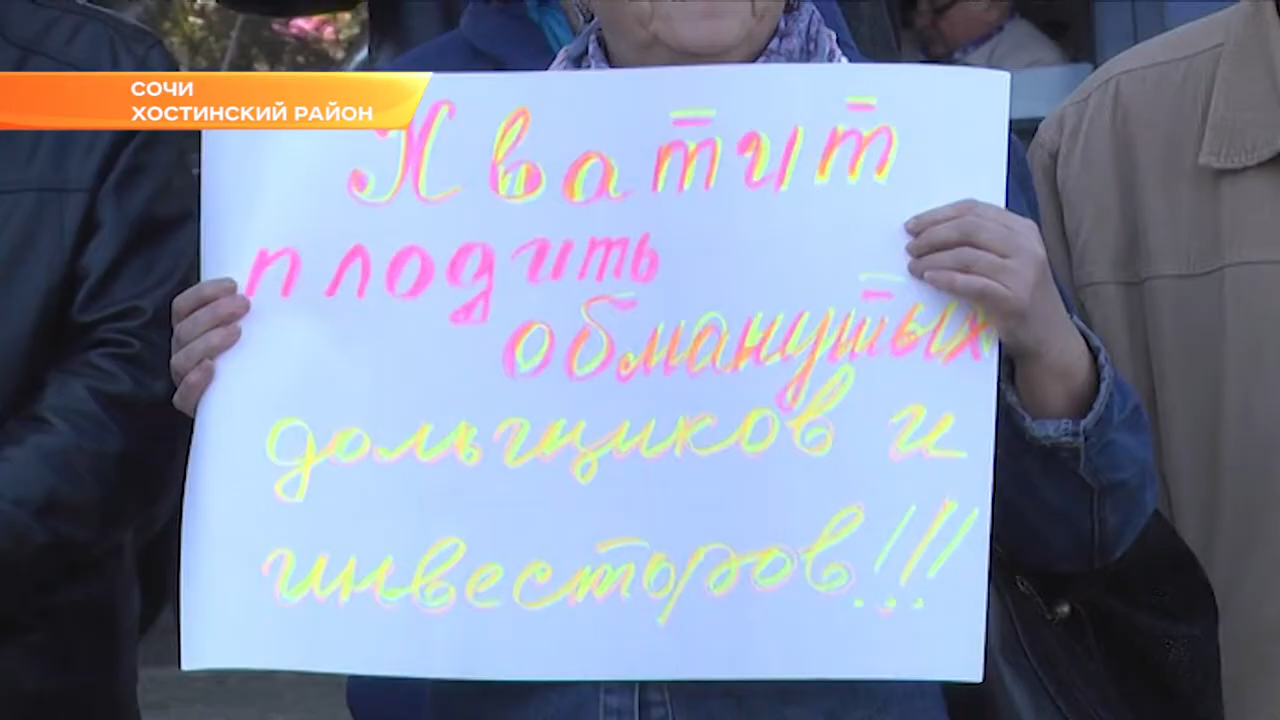 СОЧИ
ХОСТИНСКИЙ РАЙОН
Хватит
плодить
обманутых
дольщиков и
инвесторов!!!